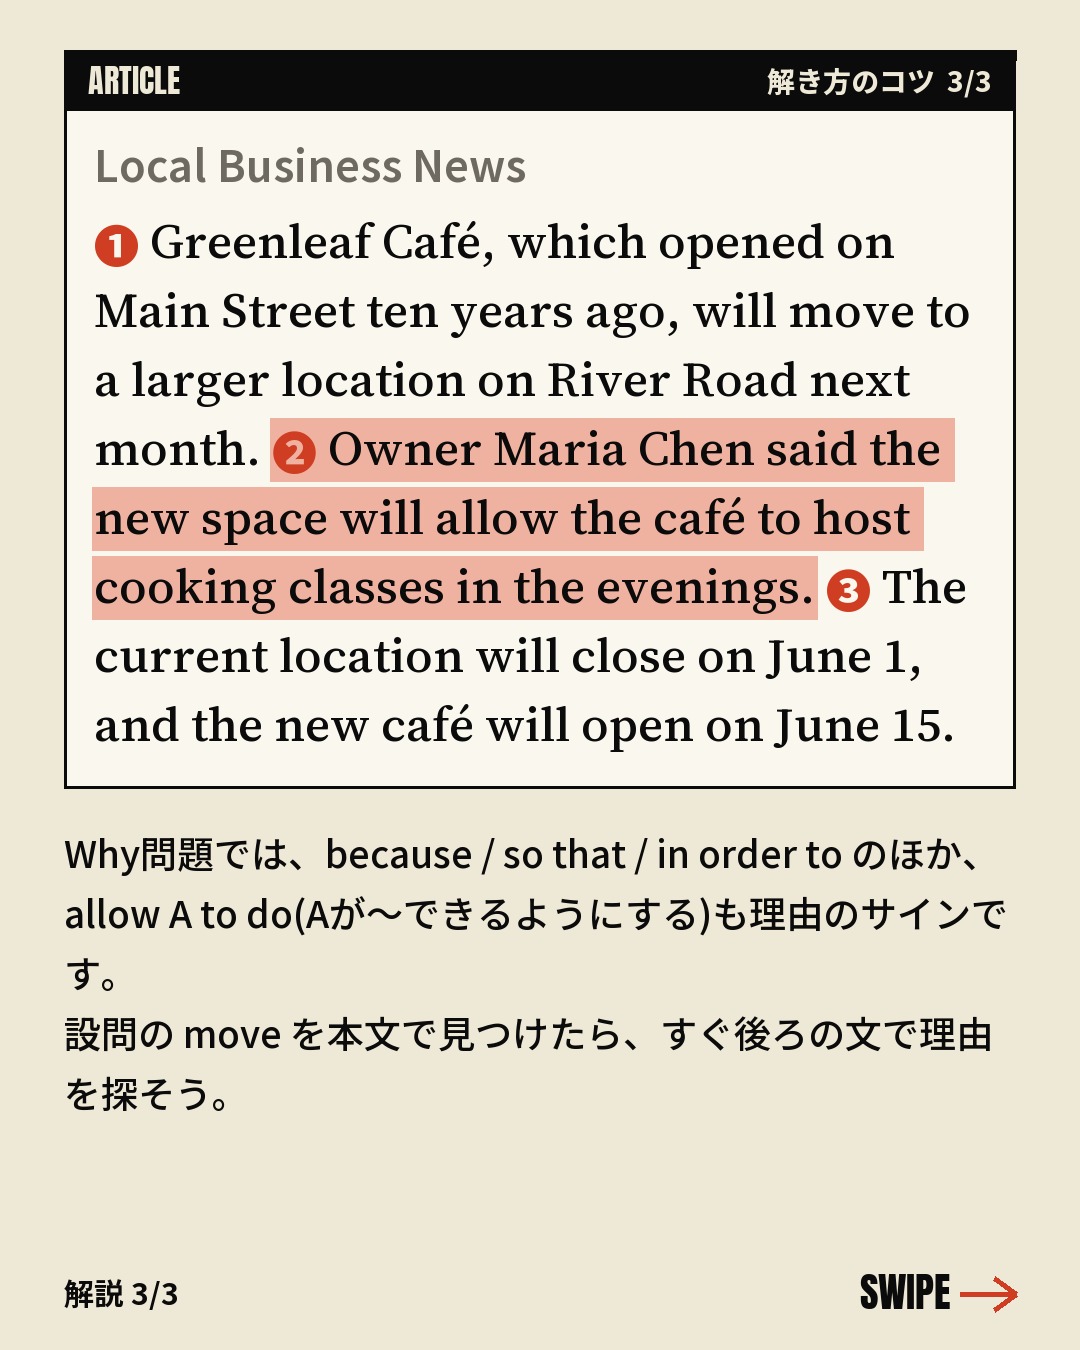 ARTICLE
解き方のコツ 3/3
Local Business News
❶ Greenleaf Café, which opened on
Main Street ten years ago, will move to
a larger location on River Road next
month. ❷ Owner Maria Chen said the
new space will allow the café to host
cooking classes in the evenings. ❸ The
current location will close on June 1,
and the new café will open on June 15.
Why問題では、because / so that / in order to のほか、
allow A to do(Aが〜できるようにする)も理由のサインで
す。
設問の move を本文で見つけたら、すぐ後ろの文で理由
を探そう。
解説 3/3
SWIPE